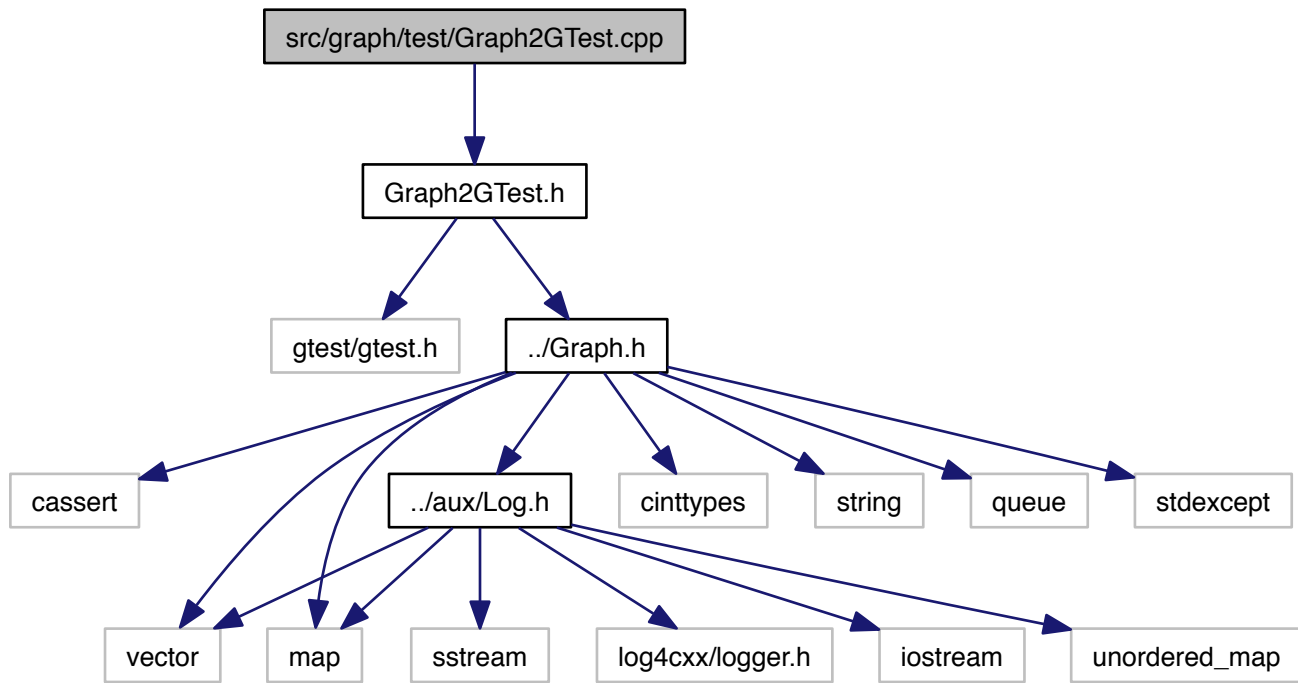 src/graph/test/Graph2GTest.cpp
Graph2GTest.h
gtest/gtest.h
../Graph.h
cassert
../aux/Log.h
cinttypes
string
queue
stdexcept
vector
map
sstream
log4cxx/logger.h
iostream
unordered_map